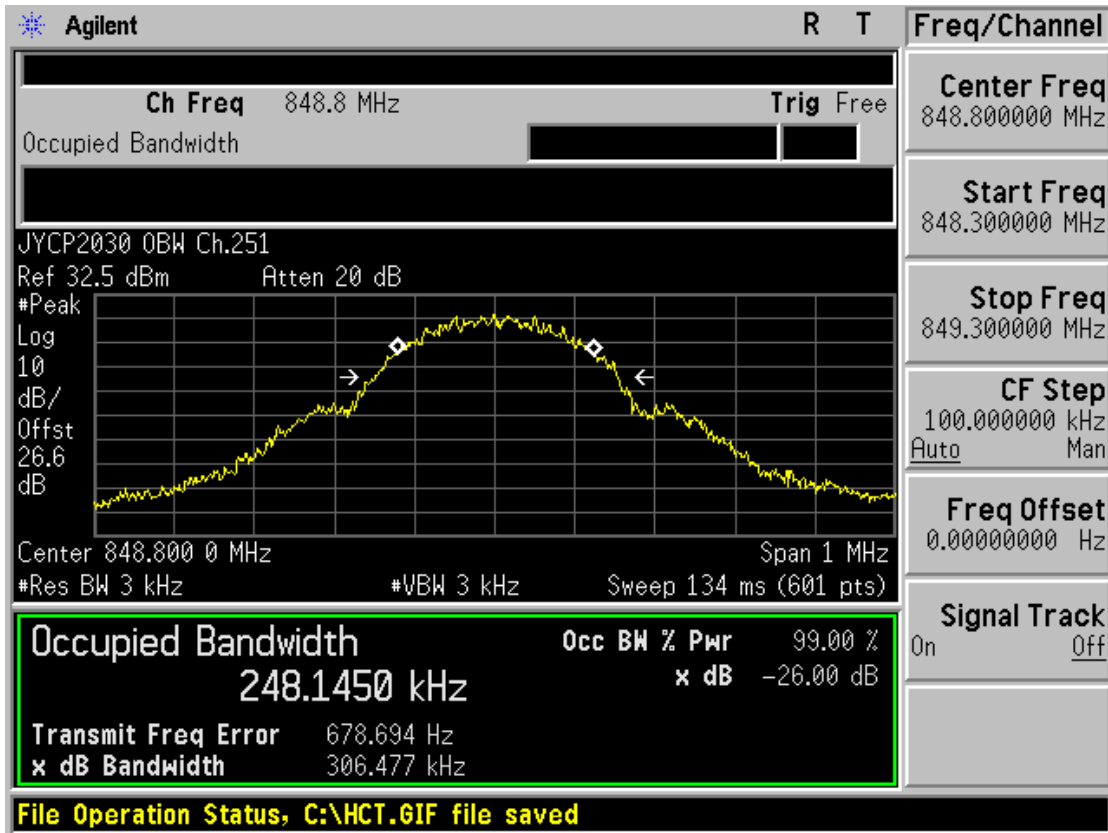 Agilent R T
Ch Freq 848.8 MHz Trig Free
Occupied Bandwidth
JYCP2030 OBW Ch.251
Ref 32.5 dBm Atten 20 dB
#Peak
Log
10
dB/
Offst
26.6
dB
Center 848.800 0 MHz Span 1 MHz
#Res BW 3 kHz #VBW 3 kHz Sweep 134 ms (601 pts)
Occupied Bandwidth Occ BW % Pwr 99.00 %
248.1450 kHz x dB -26.00 dB
Transmit Freq Error 678.694 Hz
x dB Bandwidth 306.477 kHz
File Operation Status, C:\HCT.GIF file saved
Freq/Channel
Center Freq
848.800000 MHz
Start Freq
848.300000 MHz
Stop Freq
849.300000 MHz
CF Step
100.000000 kHz
Auto Man
Freq Offset
0.00000000 Hz
Signal Track
On Off